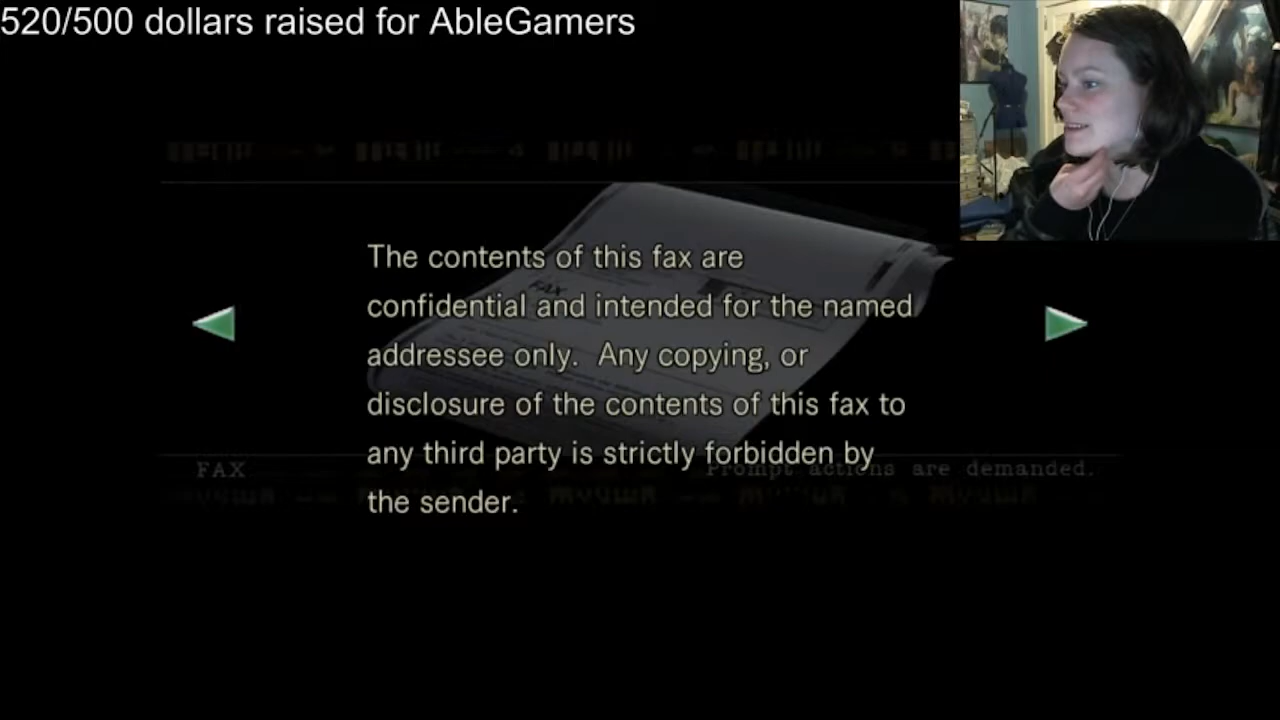 520/500 dollars raised for AbleGamers
The contents of this fax are
FAX
confidential and intended for the named
addressee only.  Any copying, or
disclosure of the contents of this fax to
any third party is strictly forbidden by
FAX
Prompt actions are demanded.
the sender.